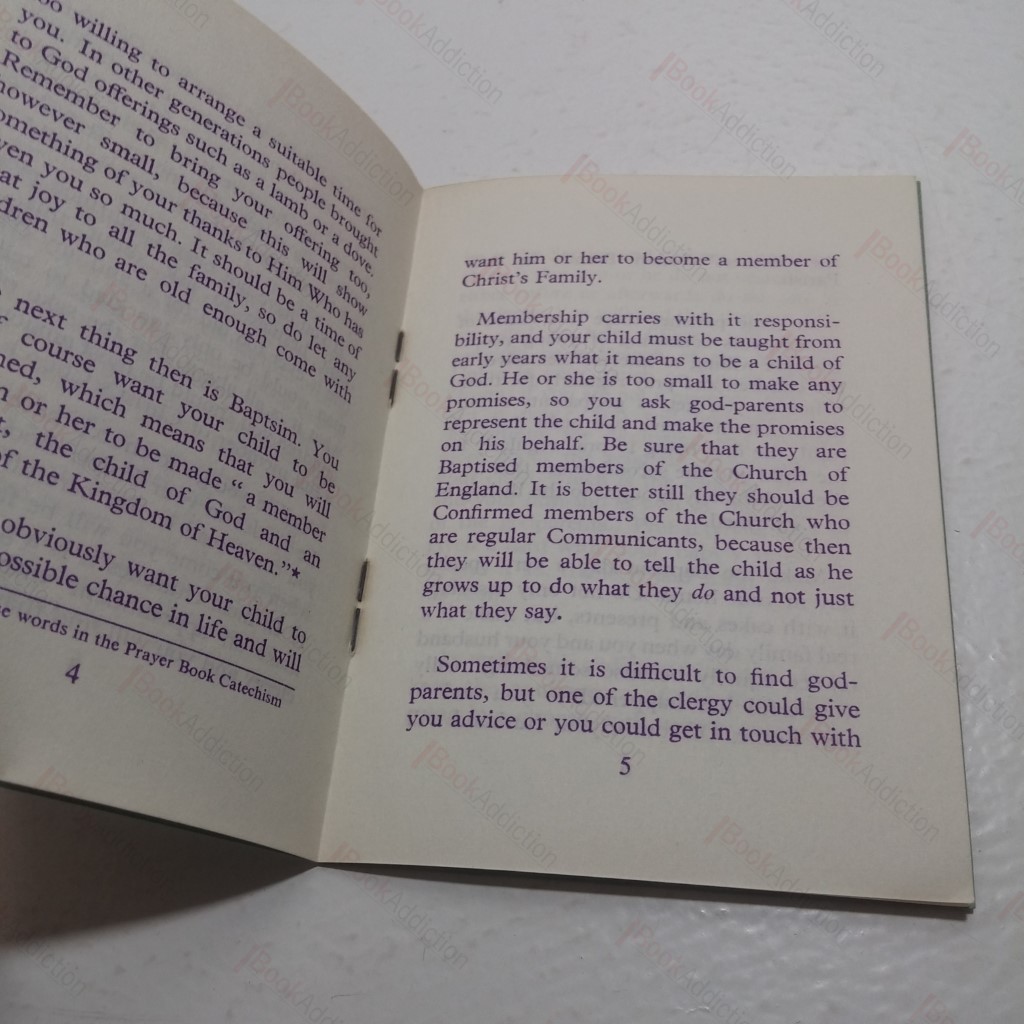 too willing to arrange a suitable time for
you. In other generations people brought
to God offerings such as a lamb or a dove.
Remember to bring your offering too,
however small, because this will show
something of your thanks to Him Who has
given you so much. It should be a time of
joy to all the family, so do let any
children who are old enough come with
next thing then is Baptsim. You
of course want your child to be
which means that you will
or her to be made "a member
the child of God and an
of the Kingdom of Heaven."*
obviously want your child to
possible chance in life and will
words in the Prayer Book Catechism
4
want him or her to become a member of
Christ's Family.
Membership carries with it responsi-
bility, and your child must be taught from
early years what it means to be a child of
God. He or she is too small to make any
promises, so you ask god-parents to
represent the child and make the promises
on his behalf. Be sure that they are
Baptised members of the Church of
England. It is better still they should be
Confirmed members of the Church who
are regular Communicants, because then
they will be able to tell the child as he
grows up to do what they do and not just
what they say.
Sometimes it is difficult to find god-
parents, but one of the clergy could give
you advice or you could get in touch with
5